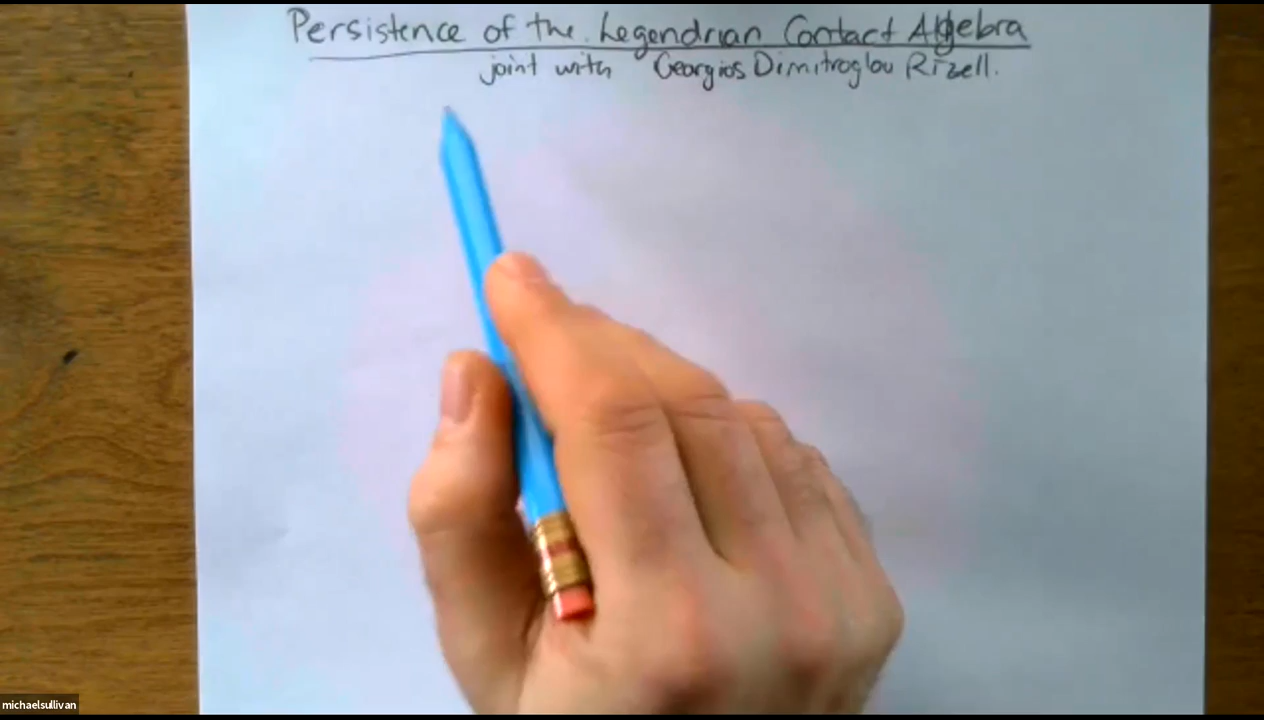 Persistence of the Legendrian Contact Algebra
joint with Georgios Dimitroglou Rizell.
michaelsullivan